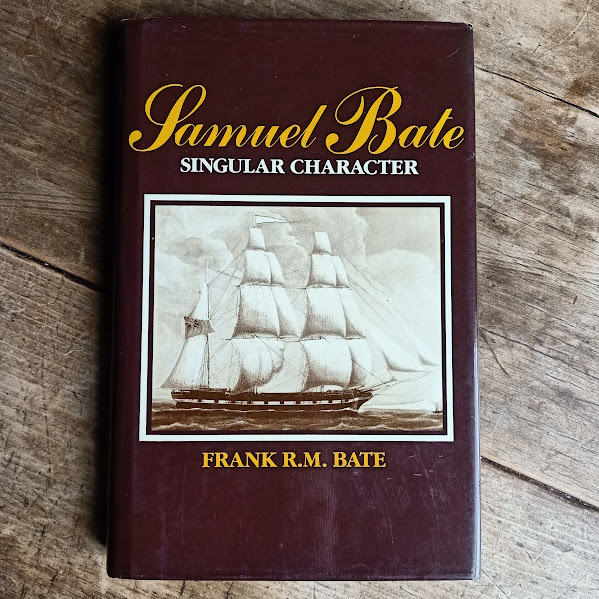 Samuel Bate
SINGULAR CHARACTER
FRANK R.M. BATE